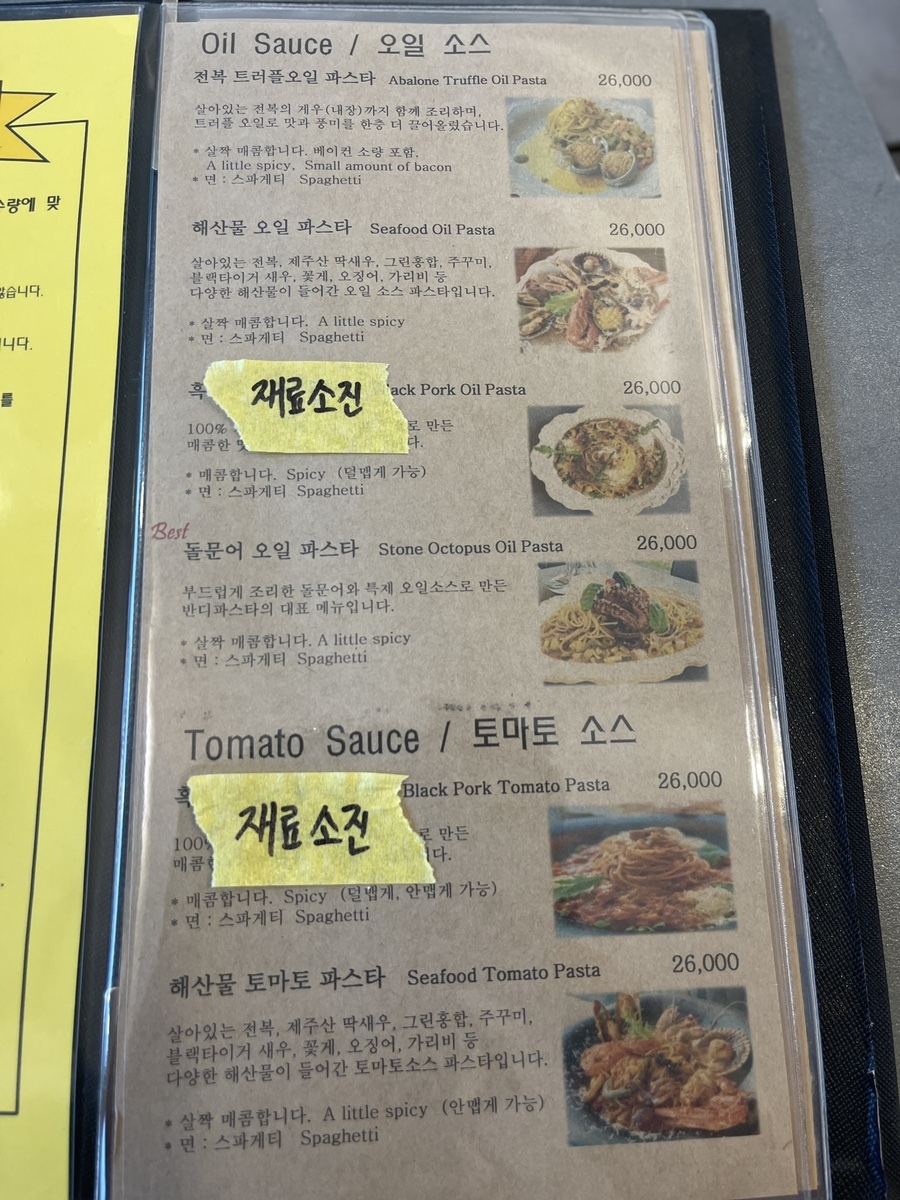 수량에 맞
않습니다.
니다.
를
Oil Sauce / 오일 소스
전복 트러플오일 파스타 Abalone Truffle Oil Pasta 26,000
살아있는 전복의 게우(내장)까지 함께 조리하며,
트러플 오일로 맛과 풍미를 한층 더 끌어올렸습니다.
* 살짝 매콤합니다. 베이컨 소량 포함.
A little spicy, Small amount of bacon
* 면 : 스파게티 Spaghetti
해산물 오일 파스타 Seafood Oil Pasta 26,000
살아있는 전복, 제주산 딱새우, 그린홍합, 주꾸미,
블랙타이거 새우, 꽃게, 오징어, 가리비 등
다양한 해산물이 들어간 오일 소스 파스타입니다.
* 살짝 매콤합니다. A little spicy
* 면 : 스파게티 Spaghetti
흑 재료소진 lack Pork Oil Pasta 26,000
100% 로 만든
매콤한 다.
* 매콤합니다. Spicy (덜맵게 가능)
* 면 : 스파게티 Spaghetti
Best
돌문어 오일 파스타 Stone Octopus Oil Pasta 26,000
부드럽게 조리한 돌문어와 특제 오일소스로 만든
반디파스타의 대표 메뉴입니다.
* 살짝 매콤합니다. A little spicy
* 면 : 스파게티 Spaghetti
Tomato Sauce / 토마토 소스
흑 재료소진 Black Pork Tomato Pasta 26,000
100% 로 만든
매콤한 다.
* 매콤합니다. Spicy (덜맵게, 안맵게 가능)
* 면 : 스파게티 Spaghetti
해산물 토마토 파스타 Seafood Tomato Pasta 26,000
살아있는 전복, 제주산 딱새우, 그린홍합, 주꾸미,
블랙타이거 새우, 꽃게, 오징어, 가리비 등
다양한 해산물이 들어간 토마토소스 파스타입니다.
* 살짝 매콤합니다. A little spicy (안맵게 가능)
* 면 : 스파게티 Spaghetti